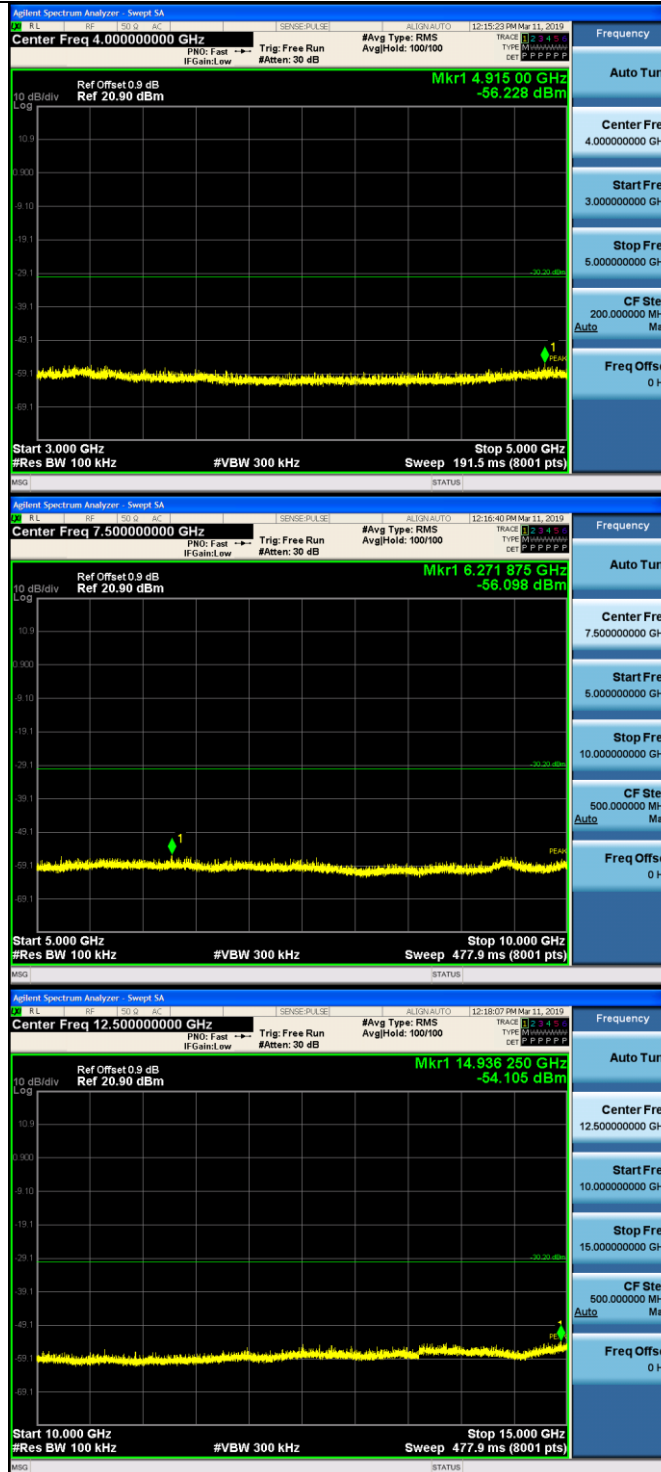 Agilent Spectrum Analyzer - Swept SA
RL RF 50 Ω AC SENSE:PULSE ALIGNAUTO 12:15:23 PM Mar 11, 2019
Center Freq 4.000000000 GHz
PNO: Fast
IFGain:Low
Trig: Free Run
#Atten: 30 dB
#Avg Type: RMS
Avg|Hold: 100/100
TRACE 1 2 3 4 5 6
TYPE M
DET P P P P P P
Frequency
Mkr1 4.915 00 GHz
-56.228 dBm
Ref Offset 0.9 dB
10 dB/div Ref 20.90 dBm
Log
10.9
0.900
-9.10
-19.1
-29.1
-39.1
-49.1
-59.1
-69.1
-30.20 dBm
1
PEAK
Start 3.000 GHz Stop 5.000 GHz
#Res BW 100 kHz #VBW 300 kHz Sweep 191.5 ms (8001 pts)
MSG STATUS
Auto Tun
Center Fre
4.000000000 GH
Start Fre
3.000000000 GH
Stop Fre
5.000000000 GH
CF Ste
200.000000 MH
Auto Ma
Freq Offse
0 H
Agilent Spectrum Analyzer - Swept SA
RL RF 50 Ω AC SENSE:PULSE ALIGNAUTO 12:16:40 PM Mar 11, 2019
Center Freq 7.500000000 GHz
PNO: Fast
IFGain:Low
Trig: Free Run
#Atten: 30 dB
#Avg Type: RMS
Avg|Hold: 100/100
TRACE 1 2 3 4 5 6
TYPE M
DET P P P P P P
Frequency
Mkr1 6.271 875 GHz
-56.098 dBm
Ref Offset 0.9 dB
10 dB/div Ref 20.90 dBm
Log
10.9
0.900
-9.10
-19.1
-29.1
-39.1
-49.1
-59.1
-69.1
-30.20 dBm
1
PEAK
Start 5.000 GHz Stop 10.000 GHz
#Res BW 100 kHz #VBW 300 kHz Sweep 477.9 ms (8001 pts)
MSG STATUS
Auto Tun
Center Fre
7.500000000 GH
Start Fre
5.000000000 GH
Stop Fre
10.000000000 GH
CF Ste
500.000000 MH
Auto Ma
Freq Offse
0 H
Agilent Spectrum Analyzer - Swept SA
RL RF 50 Ω AC SENSE:PULSE ALIGNAUTO 12:18:07 PM Mar 11, 2019
Center Freq 12.500000000 GHz
PNO: Fast
IFGain:Low
Trig: Free Run
#Atten: 30 dB
#Avg Type: RMS
Avg|Hold: 100/100
TRACE 1 2 3 4 5 6
TYPE M
DET P P P P P P
Frequency
Mkr1 14.936 250 GHz
-54.105 dBm
Ref Offset 0.9 dB
10 dB/div Ref 20.90 dBm
Log
10.9
0.900
-9.10
-19.1
-29.1
-39.1
-49.1
-59.1
-69.1
-30.20 dBm
1
Start 10.000 GHz Stop 15.000 GHz
#Res BW 100 kHz #VBW 300 kHz Sweep 477.9 ms (8001 pts)
MSG STATUS
Auto Tun
Center Fre
12.500000000 GH
Start Fre
10.000000000 GH
Stop Fre
15.000000000 GH
CF Ste
500.000000 MH
Auto Ma
Freq Offse
0 H